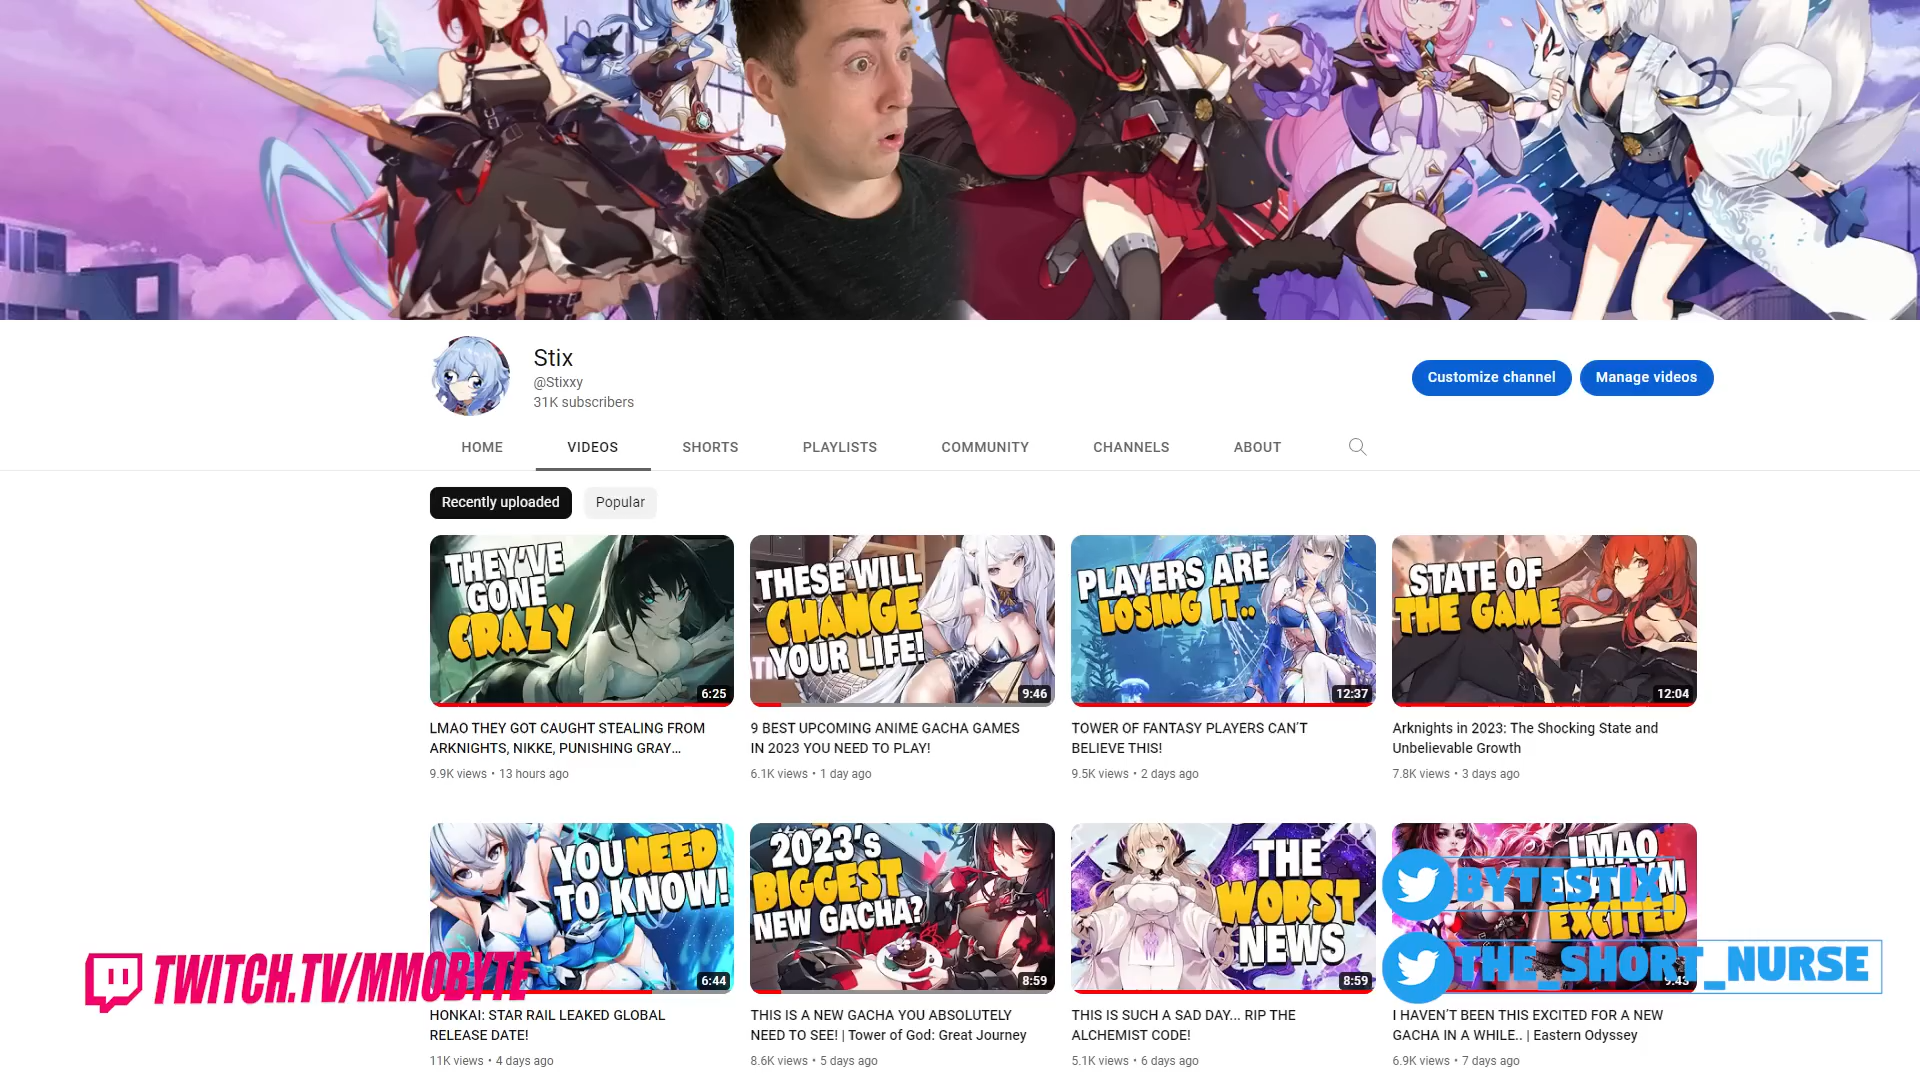 Stix
@Stixxy
31K subscribers
Customize channel
Manage videos
HOME
VIDEOS
SHORTS
PLAYLISTS
COMMUNITY
CHANNELS
ABOUT
Recently uploaded
Popular
THEY'VE
GONE
CRAZY
6:25
THESE WILL
CHANGE
YOUR LIFE!
9:46
PLAYERS ARE
LOSING IT..
12:37
STATE OF
THE GAME
12:04
LMAO THEY GOT CAUGHT STEALING FROM
ARKNIGHTS, NIKKE, PUNISHING GRAY...
9.9K views • 13 hours ago
9 BEST UPCOMING ANIME GACHA GAMES
IN 2023 YOU NEED TO PLAY!
6.1K views • 1 day ago
TOWER OF FANTASY PLAYERS CAN'T
BELIEVE THIS!
9.5K views • 2 days ago
Arknights in 2023: The Shocking State and
Unbelievable Growth
7.8K views • 3 days ago
YOU NEED
TO KNOW!
6:44
2023's
BIGGEST
NEW GACHA?
8:59
THE
WORST
NEWS
8:59
LMAO
EXCITED
BYTESTIX
THE_SHORT_NURSE
TWITCH.TV/MMOBYTE
HONKAI: STAR RAIL LEAKED GLOBAL
RELEASE DATE!
11K views • 4 days ago
THIS IS A NEW GACHA YOU ABSOLUTELY
NEED TO SEE! | Tower of God: Great Journey
8.6K views • 5 days ago
THIS IS SUCH A SAD DAY... RIP THE
ALCHEMIST CODE!
5.1K views • 6 days ago
I HAVEN'T BEEN THIS EXCITED FOR A NEW
GACHA IN A WHILE.. | Eastern Odyssey
6.9K views • 7 days ago